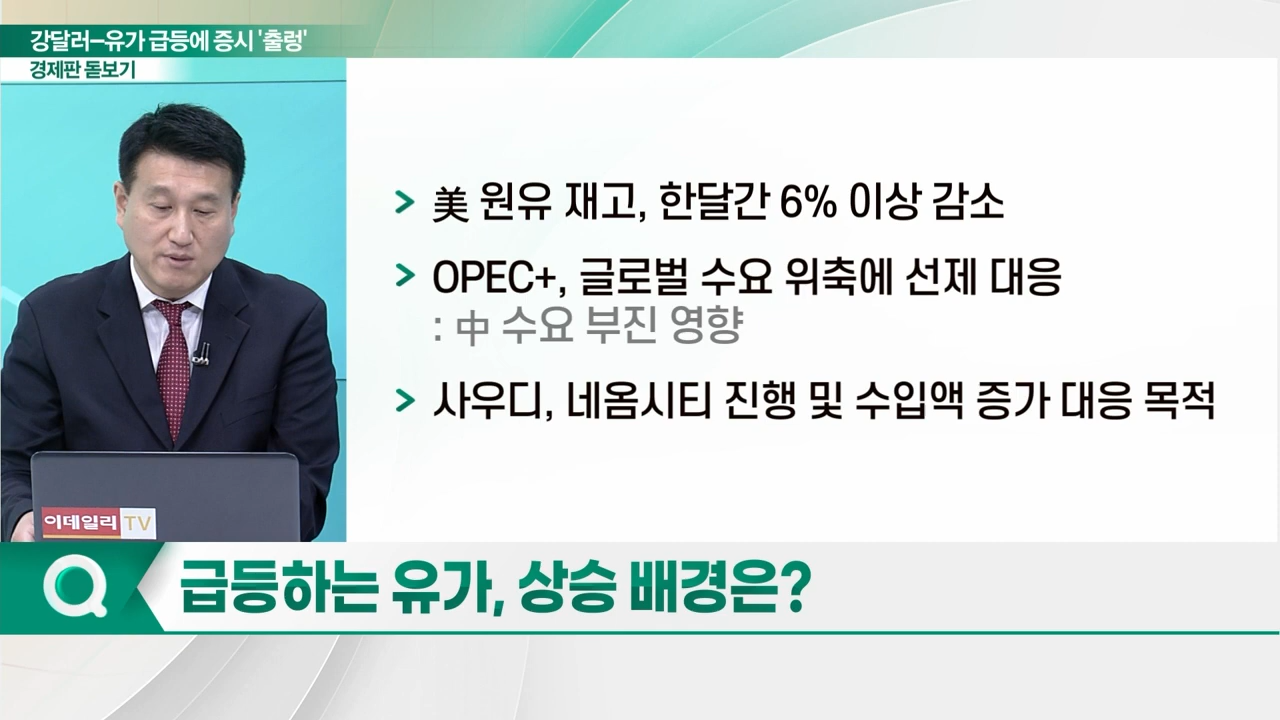 강달러-유가 급등에 증시 '출렁'
경제판 돋보기
> 美 원유 재고, 한달간 6% 이상 감소
> OPEC+, 글로벌 수요 위축에 선제 대응
: 中 수요 부진 영향
> 사우디, 네옴시티 진행 및 수입액 증가 대응 목적
이데일리 TV
Q 급등하는 유가, 상승 배경은?